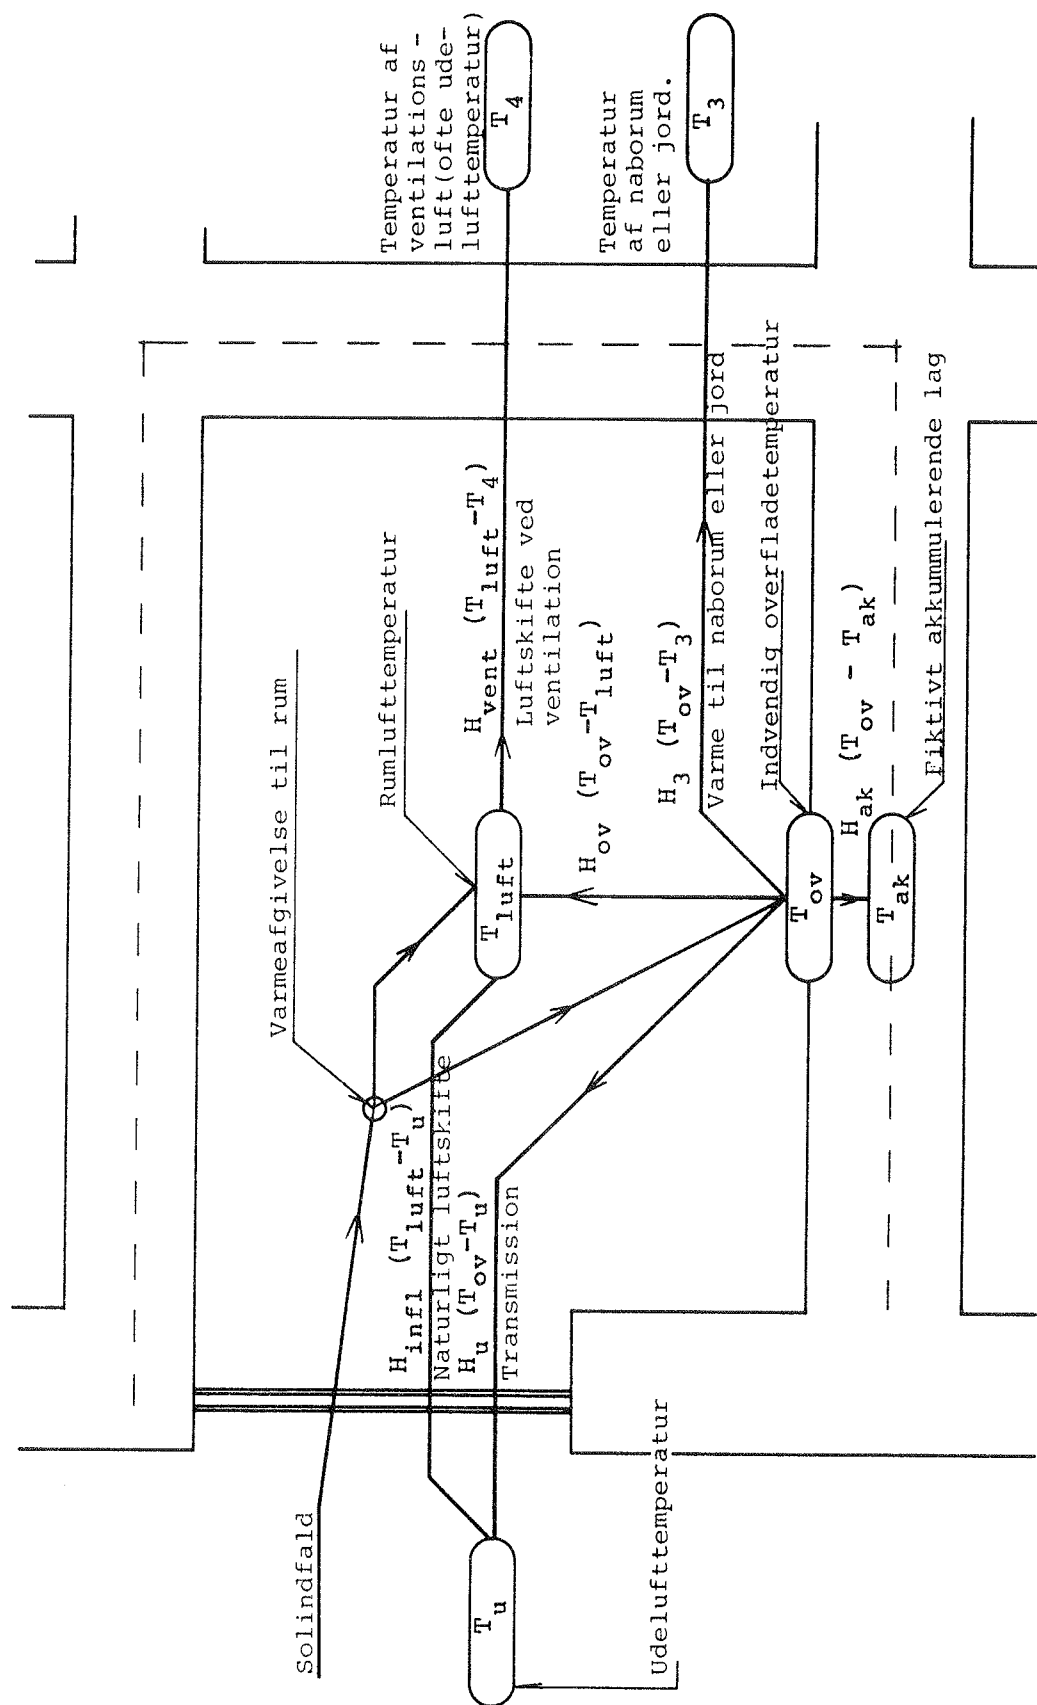 Temperatur af
ventilations-
luft(ofte ude-
lufttemperatur)
T4
Temperatur
af naborum
eller jord.
T3
Varmeafgivelse til rum
Rumlufttemperatur
Hvent (Tluft-T4)
Luftskifte ved
ventilation
Tluft
Hov (Tov-Tluft)
H3 (Tov-T3)
Varme til naborum eller jord
Indvendig overfladetemperatur
Tov
Hak (Tov - Tak)
Tak
Fiktivt akkummulerende lag
Solindfald
Hinfl (Tluft-Tu)
Naturligt luftskifte
Hu (Tov-Tu)
Transmission
Tu
Udelufttemperatur